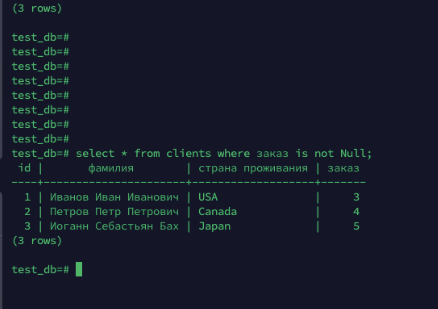 (3 rows)
test_db=#
test_db=#
test_db=#
test_db=#
test_db=#
test_db=#
test_db=#
test_db=#
test_db=# select * from clients where заказ is not Null;
 id |       фамилия        | страна проживания | заказ
----+----------------------+-------------------+-------
  1 | Иванов Иван Иванович | USA               |     3
  2 | Петров Петр Петрович | Canada            |     4
  3 | Иоганн Себастьян Бах | Japan             |     5
(3 rows)
test_db=#